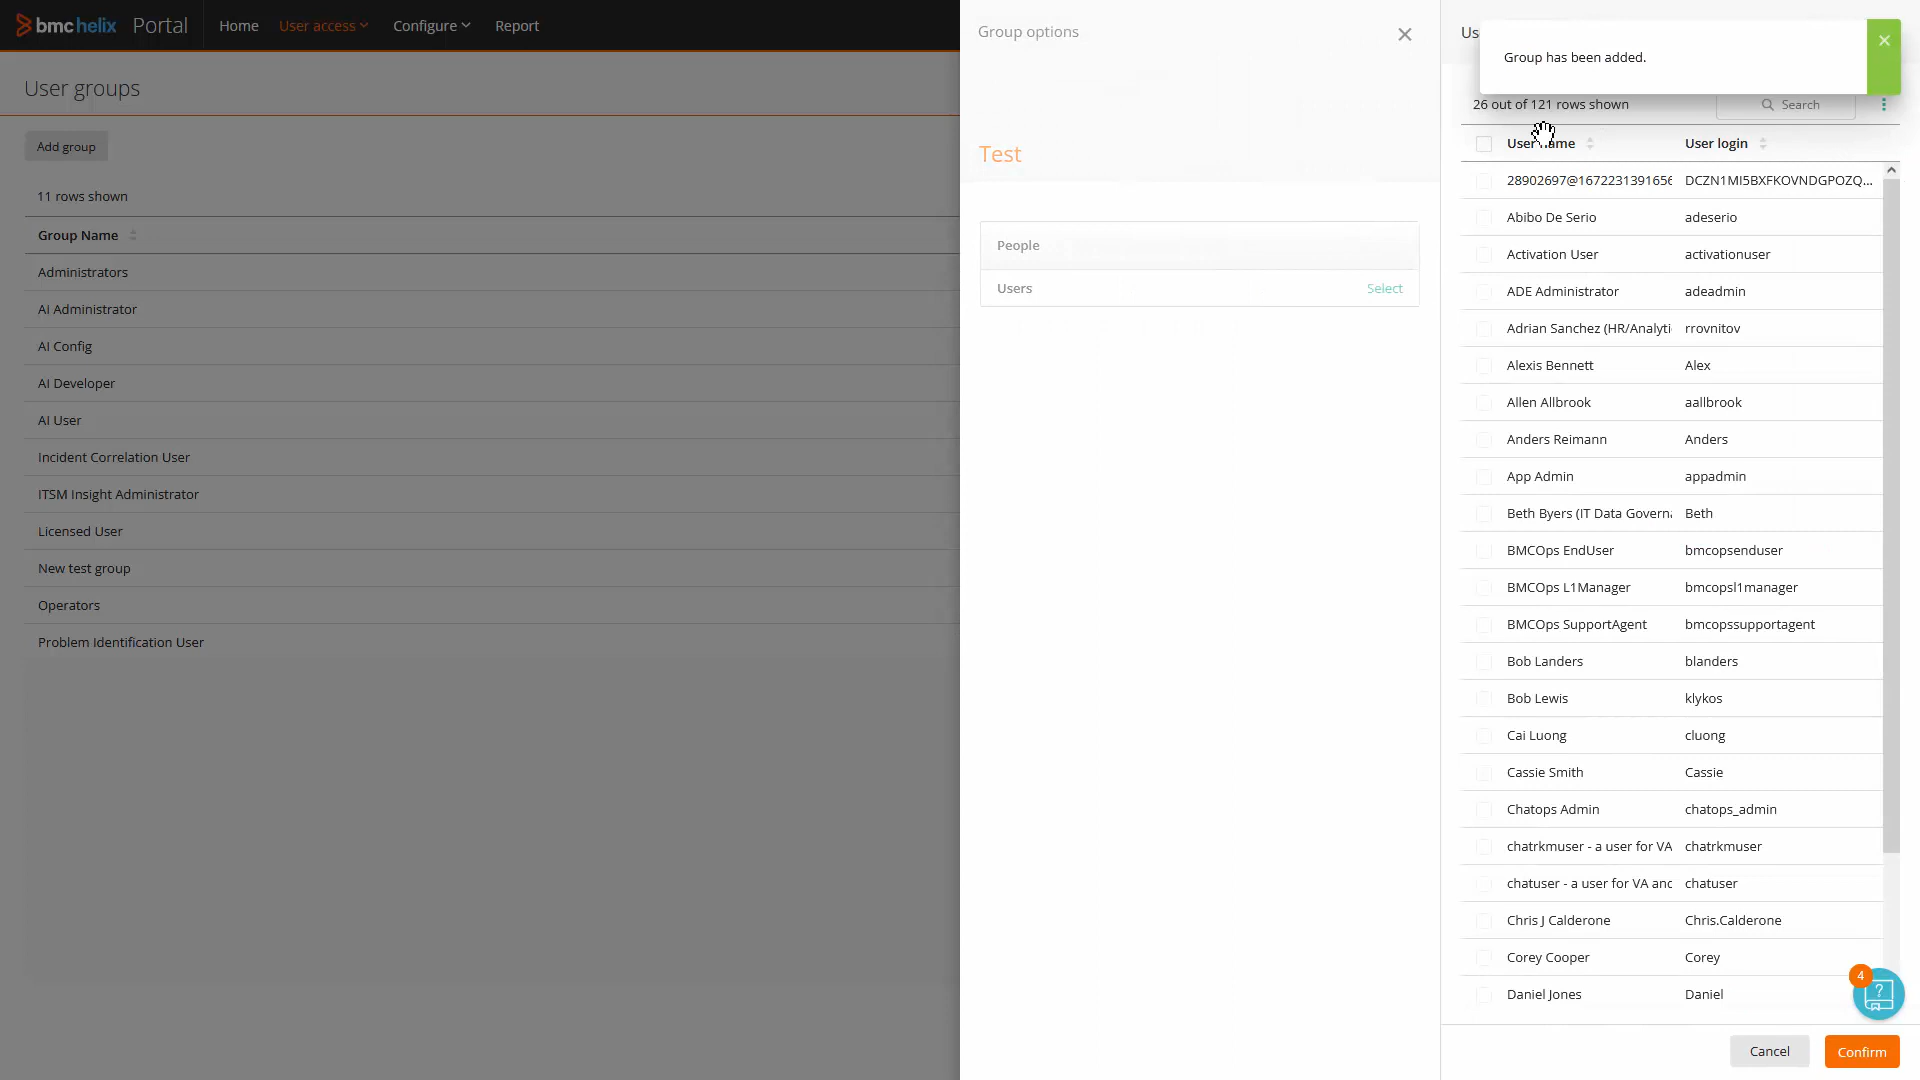 bmc helix Portal Home User access Configure Report
User groups
Add group
11 rows shown
Group Name
Administrators
AI Administrator
AI Config
AI Developer
AI User
Incident Correlation User
ITSM Insight Administrator
Licensed User
New test group
Operators
Problem Identification User
Group options
Test
People
Users Select
Us
Group has been added.
26 out of 121 rows shown Search
User name User login
28902697@1672231391656 DCZN1MI5BXFKOVNDGPOZQ...
Abibo De Serio adeserio
Activation User activationuser
ADE Administrator adeadmin
Adrian Sanchez (HR/Analyti rrovnitov
Alexis Bennett Alex
Allen Allbrook aallbrook
Anders Reimann Anders
App Admin appadmin
Beth Byers (IT Data Governa Beth
BMCOps EndUser bmcopsenduser
BMCOps L1Manager bmcopsl1manager
BMCOps SupportAgent bmcopssupportagent
Bob Landers blanders
Bob Lewis klykos
Cai Luong cluong
Cassie Smith Cassie
Chatops Admin chatops_admin
chatrkmuser - a user for VA chatrkmuser
chatuser - a user for VA anc chatuser
Chris J Calderone Chris.Calderone
Corey Cooper Corey
Daniel Jones Daniel
4
?
Cancel Confirm